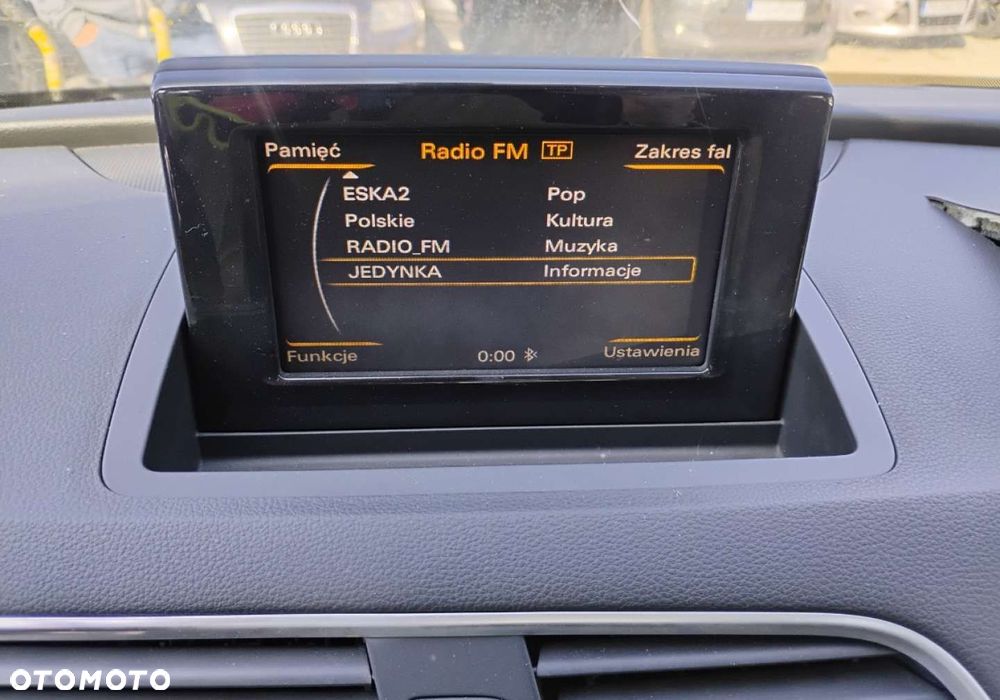 Pamięć Radio FM TP Zakres fal
ESKA2 Pop
Polskie Kultura
RADIO_FM Muzyka
JEDYNKA Informacje
Funkcje 0:00 Ustawienia
OTOMOTO